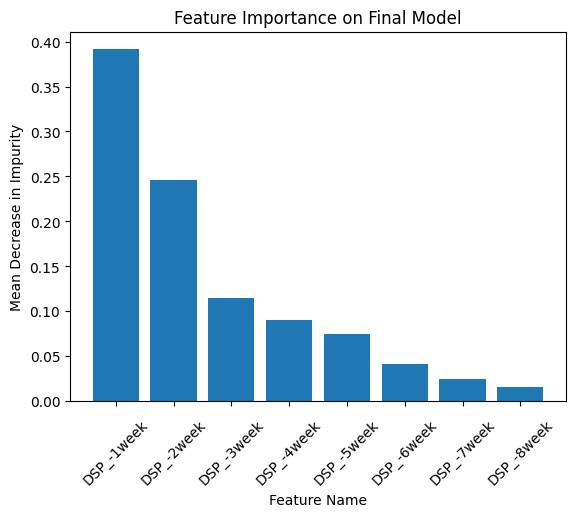 Feature Importance on Final Model
Mean Decrease in Impurity
0.40
0.35
0.30
0.25
0.20
0.15
0.10
0.05
0.00
DSP_-1week
DSP_-2week
DSP_-3week
DSP_-4week
DSP_-5week
DSP_-6week
DSP_-7week
DSP_-8week
Feature Name